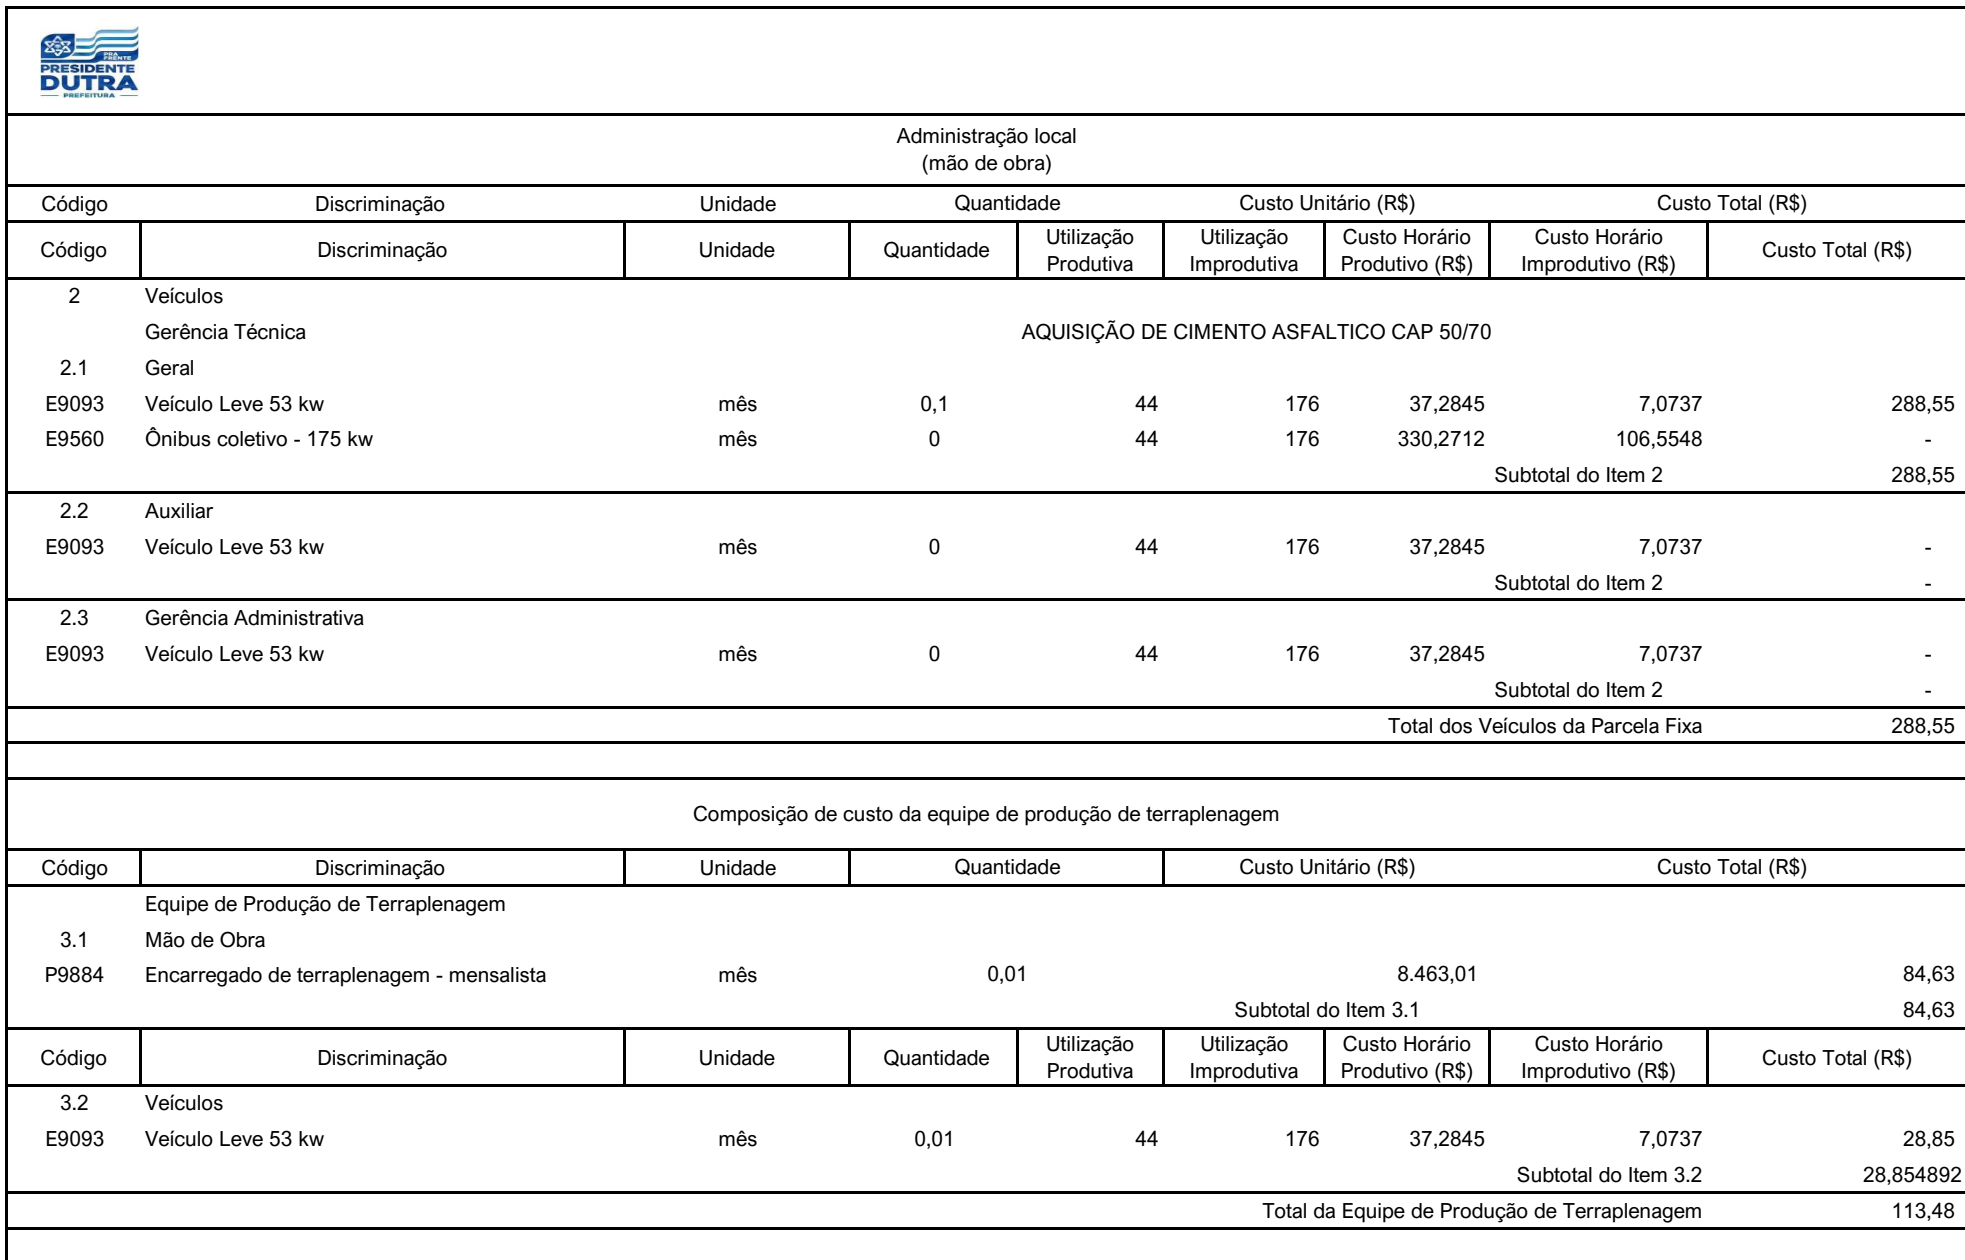 PRA
FRENTE
PRESIDENTE
DUTRA
PREFEITURA
Administração local
(mão de obra)
Código Discriminação Unidade Quantidade Custo Unitário (R$) Custo Total (R$)
Código Discriminação Unidade Quantidade Utilização Produtiva Utilização Improdutiva Custo Horário Produtivo (R$) Custo Horário Improdutivo (R$) Custo Total (R$)
2 Veículos
Gerência Técnica AQUISIÇÃO DE CIMENTO ASFALTICO CAP 50/70
2.1 Geral
E9093 Veículo Leve 53 kw mês 0,1 44 176 37,2845 7,0737 288,55
E9560 Ônibus coletivo - 175 kw mês 0 44 176 330,2712 106,5548 -
Subtotal do Item 2 288,55
2.2 Auxiliar
E9093 Veículo Leve 53 kw mês 0 44 176 37,2845 7,0737 -
Subtotal do Item 2 -
2.3 Gerência Administrativa
E9093 Veículo Leve 53 kw mês 0 44 176 37,2845 7,0737 -
Subtotal do Item 2 -
Total dos Veículos da Parcela Fixa 288,55
Composição de custo da equipe de produção de terraplenagem
Código Discriminação Unidade Quantidade Custo Unitário (R$) Custo Total (R$)
Equipe de Produção de Terraplenagem
3.1 Mão de Obra
P9884 Encarregado de terraplenagem - mensalista mês 0,01 8.463,01 84,63
Subtotal do Item 3.1 84,63
Código Discriminação Unidade Quantidade Utilização Produtiva Utilização Improdutiva Custo Horário Produtivo (R$) Custo Horário Improdutivo (R$) Custo Total (R$)
3.2 Veículos
E9093 Veículo Leve 53 kw mês 0,01 44 176 37,2845 7,0737 28,85
Subtotal do Item 3.2 28,854892
Total da Equipe de Produção de Terraplenagem 113,48